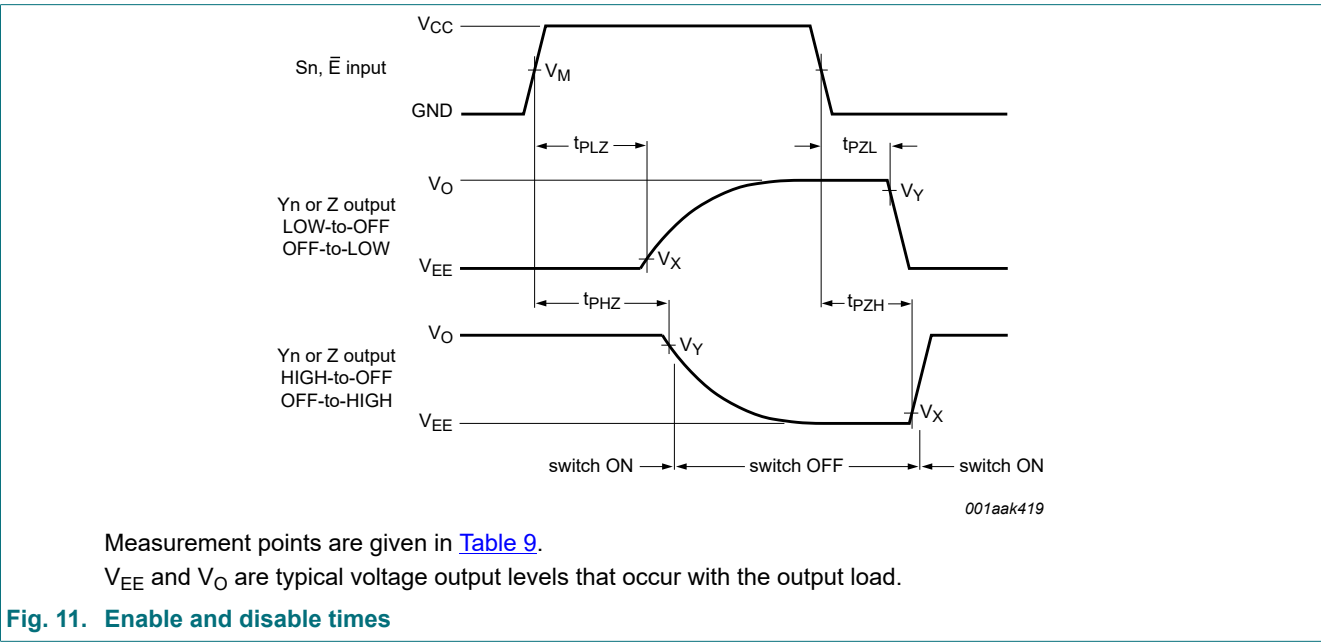 VCC
Sn, E̅ input
VM
GND
tPLZ
tPZL
VO
VY
Yn or Z output
LOW-to-OFF
OFF-to-LOW
VX
VEE
tPHZ
tPZH
VO
VY
Yn or Z output
HIGH-to-OFF
OFF-to-HIGH
VX
VEE
switch ON
switch OFF
switch ON
001aak419
Measurement points are given in Table 9.
VEE and VO are typical voltage output levels that occur with the output load.
Fig. 11. Enable and disable times